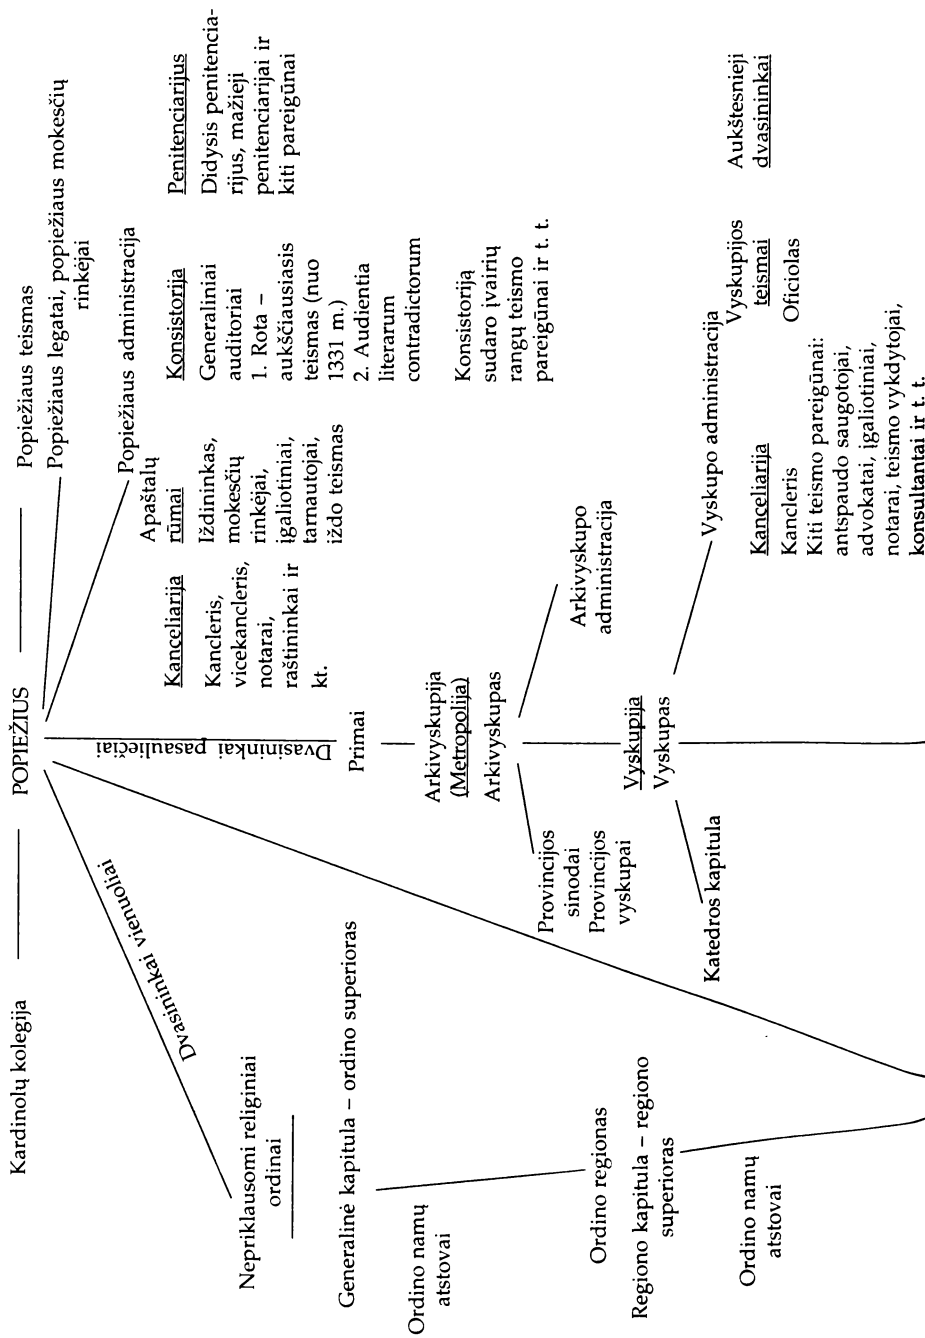 Kardinolų kolegija
POPIEŽIUS
Popiežiaus teismas
Popiežiaus legatai, popiežiaus mokesčių
rinkėjai
Popiežiaus administracija
Dvasininkai vienuoliai
Dvasininkai pasauliečiai
Kanceliarija
Kancleris,
vicekancleris,
notarai,
raštininkai ir
kt.
Apaštalų
rūmai
Iždininkas,
mokesčių
rinkėjai,
įgaliotiniai,
tarnautojai,
iždo teismas
Konsistorija
Generaliniai
auditoriai
1. Rota –
aukščiausiasis
teismas (nuo
1331 m.)
2. Audientia
literarum
contradictorum
Konsistoriją
sudaro įvairių
rangų teismo
pareigūnai ir t. t.
Penitenciarijus
Didysis penitencia-
rijus, mažieji
penitenciarijai ir
kiti pareigūnai
Nepriklausomi religiniai
ordinai
Generalinė kapitula – ordino superioras
Ordino namų
atstovai
Ordino regionas
Regiono kapitula – regiono
superioras
Ordino namų
atstovai
Primai
Arkivyskupija
(Metropolija)
Arkivyskupas
Provincijos
sinodai
Provincijos
vyskupai
Arkivyskupo
administracija
Vyskupija
Vyskupas
Katedros kapitula
Vyskupo administracija
Kanceliarija
Kancleris
Kiti teismo pareigūnai:
antspaudo saugotojai,
advokatai, įgaliotiniai,
notarai, teismo vykdytojai,
konsultantai ir t. t.
Vyskupijos
teismai
Oficiolas
Aukštesnieji
dvasininkai